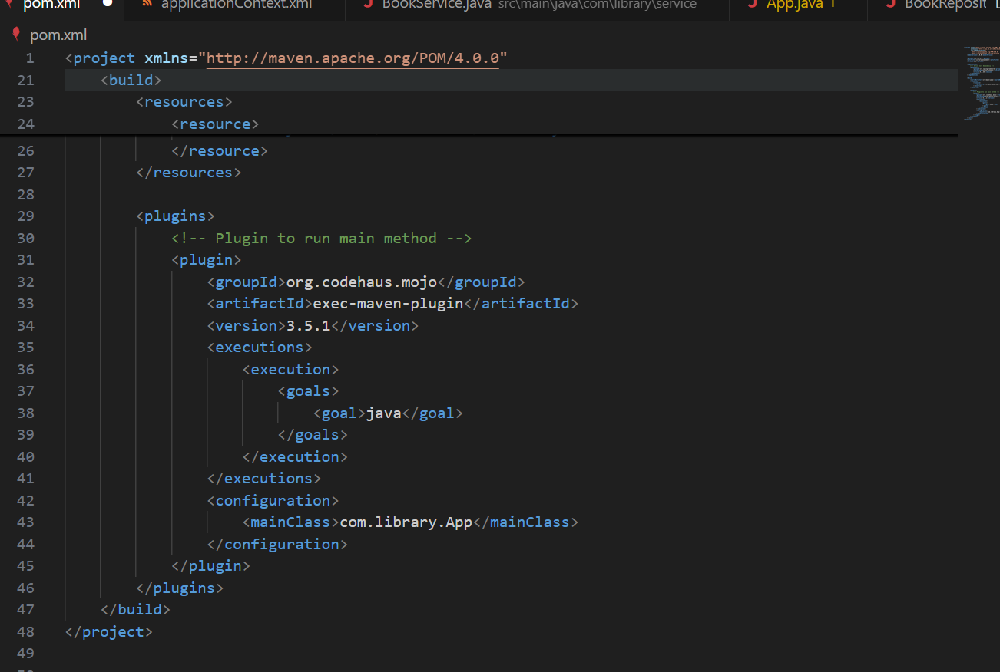 pom.xml applicationContext.xml BookService.java src\main\java\com\library\service App.java 1 BookReposit
pom.xml
1 <project xmlns="http://maven.apache.org/POM/4.0.0"
21 <build>
23 <resources>
24 <resource>
26 </resource>
27 </resources>
28
29 <plugins>
30 <!-- Plugin to run main method -->
31 <plugin>
32 <groupId>org.codehaus.mojo</groupId>
33 <artifactId>exec-maven-plugin</artifactId>
34 <version>3.5.1</version>
35 <executions>
36 <execution>
37 <goals>
38 <goal>java</goal>
39 </goals>
40 </execution>
41 </executions>
42 <configuration>
43 <mainClass>com.library.App</mainClass>
44 </configuration>
45 </plugin>
46 </plugins>
47 </build>
48 </project>
49